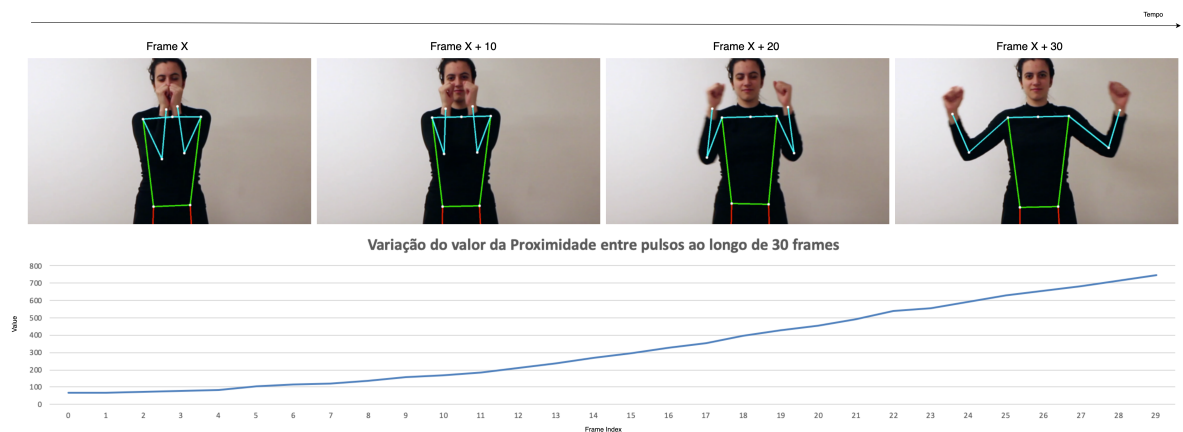 Tempo
Frame X
Frame X + 10
Frame X + 20
Frame X + 30
Variação do valor da Proximidade entre pulsos ao longo de 30 frames
800
700
600
500
400
300
200
100
0
Value
0 1 2 3 4 5 6 7 8 9 10 11 12 13 14 15 16 17 18 19 20 21 22 23 24 25 26 27 28 29
Frame Index